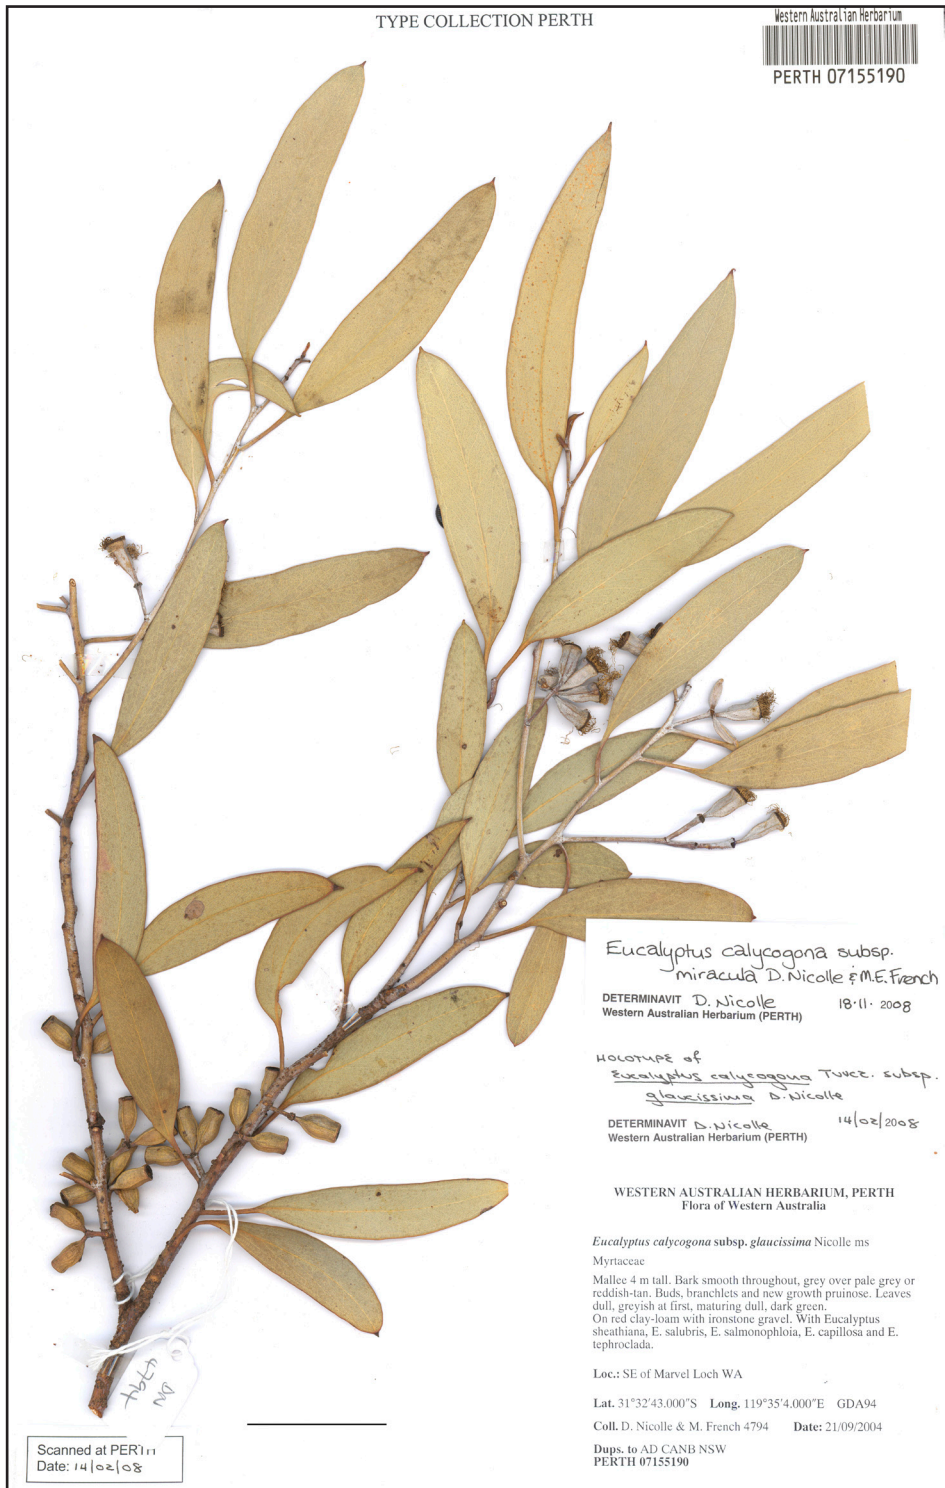 TYPE COLLECTION PERTH
Western Australian Herbarium
PERTH 07155190
Eucalyptus calycogona subsp.
miracula D. Nicolle & M.E. French
DETERMINAVIT D. Nicolle 18·11· 2008
Western Australian Herbarium (PERTH)
HOLOTYPE of
Eucalyptus calycogona Turcz. subsp.
glaucissima D. Nicolle
DETERMINAVIT D. Nicolle 14/02/2008
Western Australian Herbarium (PERTH)
WESTERN AUSTRALIAN HERBARIUM, PERTH
Flora of Western Australia
Eucalyptus calycogona subsp. glaucissima Nicolle ms
Myrtaceae
Mallee 4 m tall. Bark smooth throughout, grey over pale grey or
reddish-tan. Buds, branchlets and new growth pruinose. Leaves
dull, greyish at first, maturing dull, dark green.
On red clay-loam with ironstone gravel. With Eucalyptus
sheathiana, E. salubris, E. salmonophloia, E. capillosa and E.
tephroclada.
Loc.: SE of Marvel Loch WA
Lat. 31°32'43.000"S Long. 119°35'4.000"E GDA94
Coll. D. Nicolle & M. French 4794 Date: 21/09/2004
Dups. to AD CANB NSW
PERTH 07155190
DN
4794
Scanned at PERTH
Date: 14/02/08